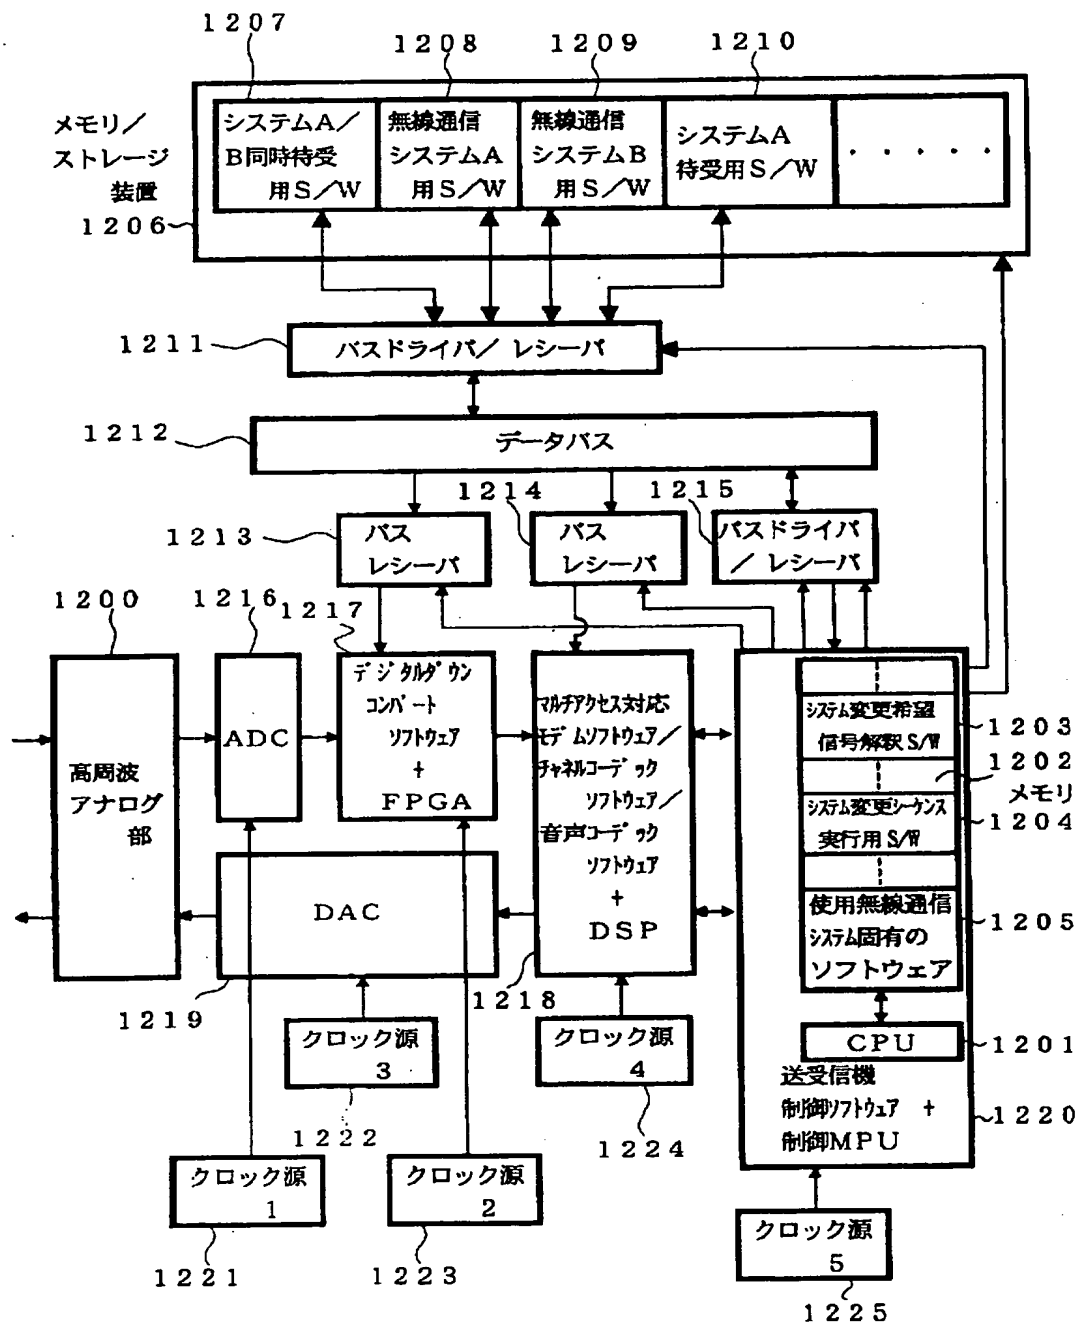 1207
1208
1209
1210
メモリ／
ストレージ
装置
1206
システムA／
B同時待受
用S／W
無線通信
システムA
用S／W
無線通信
システムB
用S／W
システムA
待受用S／W
・・・・・
1211
バスドライバ／レシーバ
1212
データバス
1213
バス
レシーバ
1214
バス
レシーバ
1215
バスドライバ
／レシーバ
1200
高周波
アナログ
部
1216
ADC
1217
デジタルダウン
コンバート
ソフトウェア
＋
FPGA
マルチアクセス対応
モデムソフトウェア／
チャネルコーデック
ソフトウェア／
音声コーデック
ソフトウェア
＋
DSP
1218
DAC
1219
システム変更希望
信号解釈S/W
1203
1202
メモリ
システム変更シーケンス
実行用S/W
1204
使用無線通信
システム固有の
ソフトウェア
1205
CPU
1201
送受信機
制御ソフトウェア ＋
制御MPU
1220
クロック源
3
1222
クロック源
4
1224
クロック源
1
1221
クロック源
2
1223
クロック源
5
1225